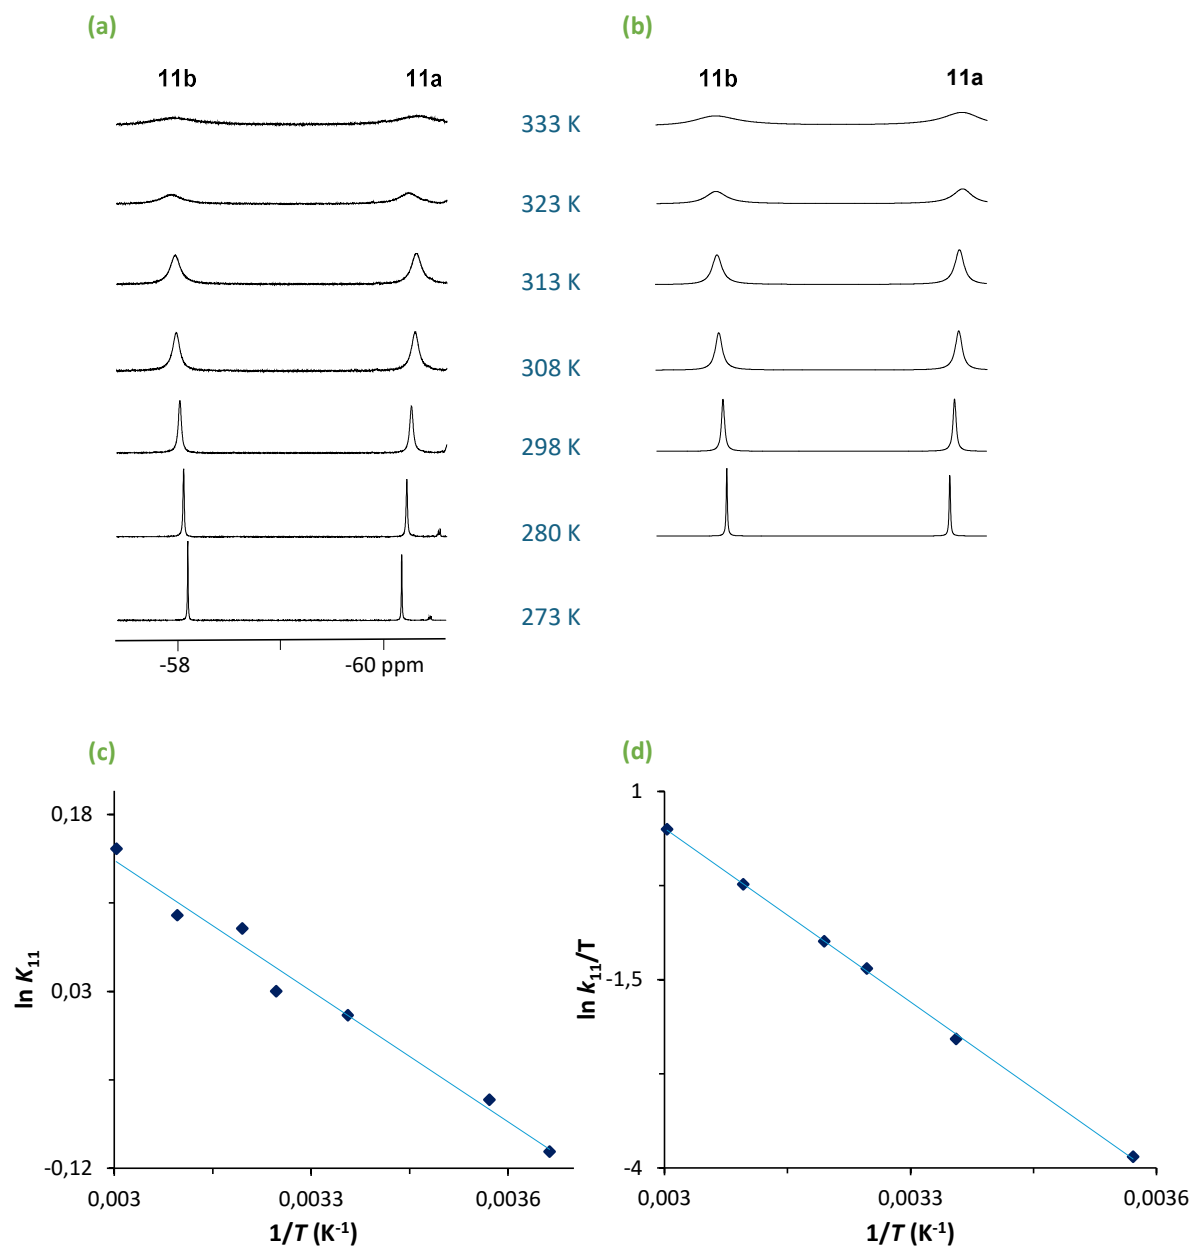 (a)
(b)
11b
11a
11b
11a
333 K
323 K
313 K
308 K
298 K
280 K
273 K
-58
-60 ppm
(c)
(d)
0,18
0,03
-0,12
ln K11
0,003
0,0033
0,0036
1/T (K-1)
1
-1,5
-4
ln k11/T
0,003
0,0033
0,0036
1/T (K-1)